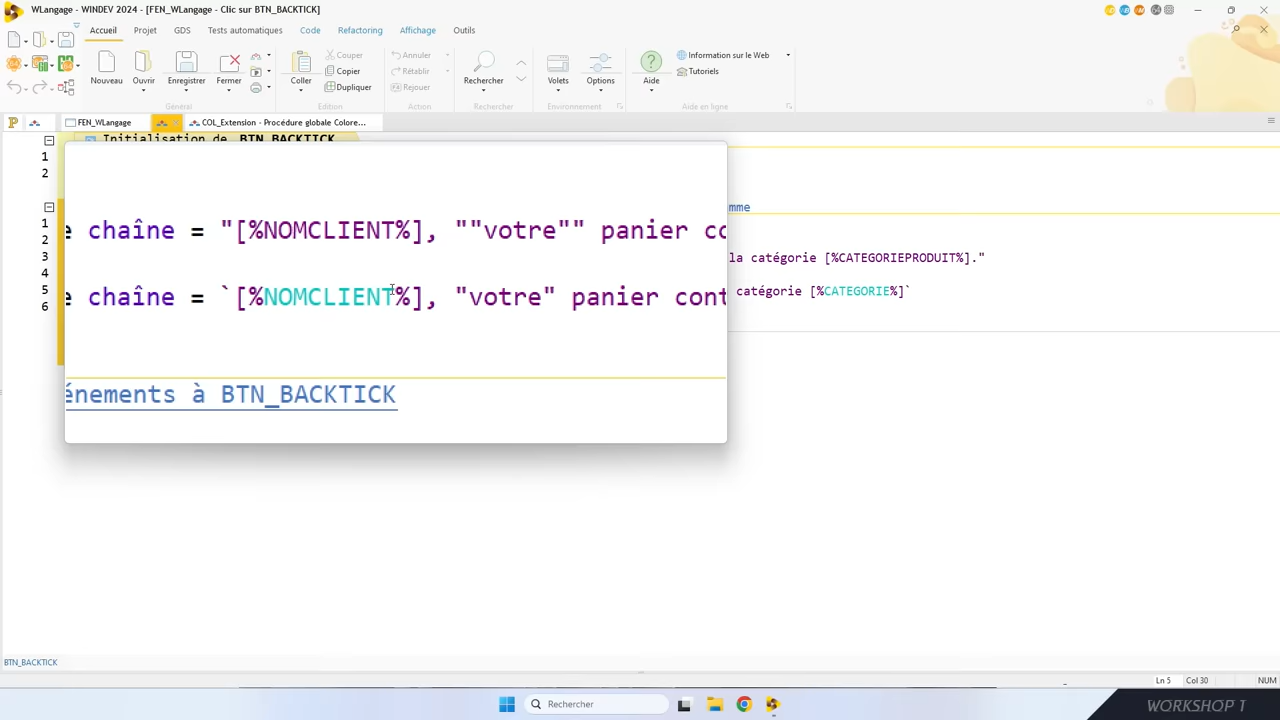 WLangage - WINDEV 2024 - [FEN_WLangage - Clic sur BTN_BACKTICK]
Accueil Projet GDS Tests automatiques Code Refactoring Affichage Outils
Nouveau Ouvrir Enregistrer Fermer
Général
Coller Couper Copier Dupliquer
Edition
Annuler Rétablir Rejouer
Action
Rechercher
Rechercher
Volets Options
Environnement
Aide Information sur le Web Tutoriels
Aide en ligne
FEN_WLangage COL_Extension - Procédure globale Colore...
Initialisation de BTN_BACKTICK
1
2
mme
1
2
3 la catégorie [%CATEGORIEPRODUIT%]."
4
5 catégorie [%CATEGORIE%]`
6
e chaîne = "[%NOMCLIENT%], ""votre"" panier co
e chaîne = `[%NOMCLIENT%], "votre" panier cont
énements à BTN_BACKTICK
BTN_BACKTICK
Ln 5 Col 30 NUM
Rechercher
WORKSHOP 1